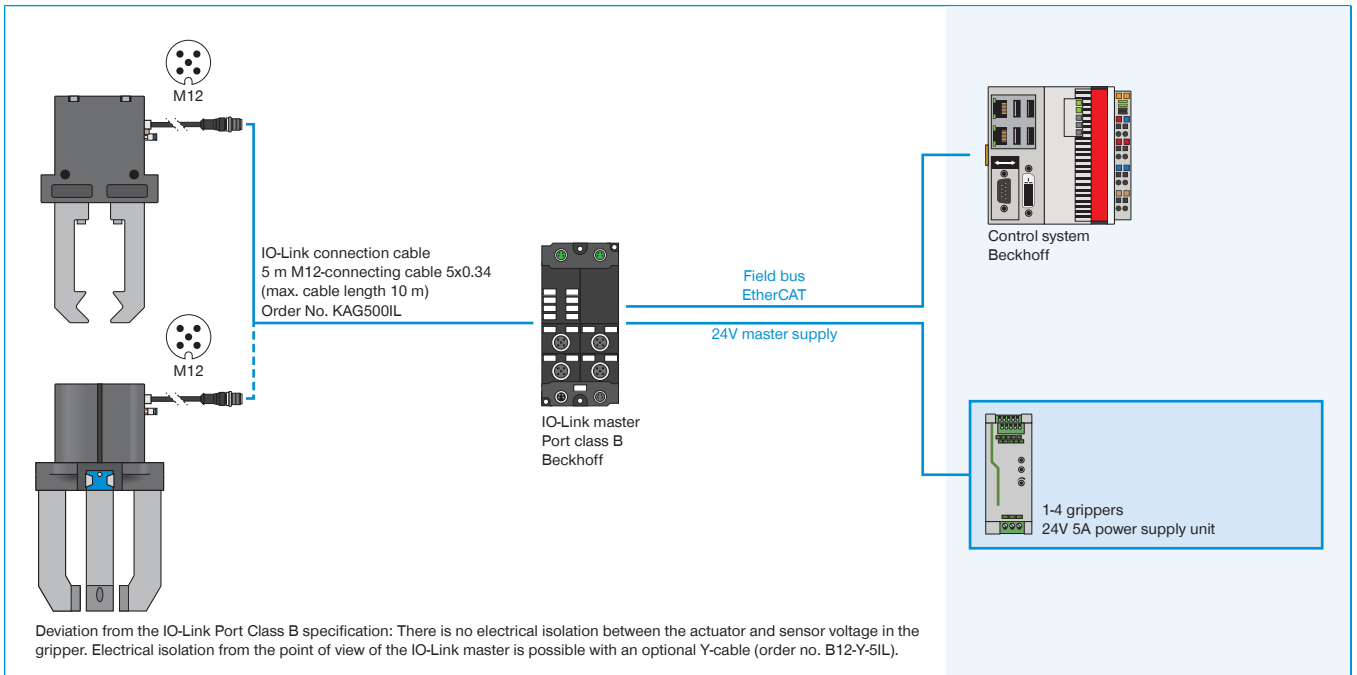 M12
IO-Link connection cable
5 m M12-connecting cable 5x0.34
(max. cable length 10 m)
Order No. KAG500IL
M12
IO-Link master
Port class B
Beckhoff
Field bus
EtherCAT
24V master supply
Control system
Beckhoff
1-4 grippers
24V 5A power supply unit
Deviation from the IO-Link Port Class B specification: There is no electrical isolation between the actuator and sensor voltage in the
gripper. Electrical isolation from the point of view of the IO-Link master is possible with an optional Y-cable (order no. B12-Y-5IL).